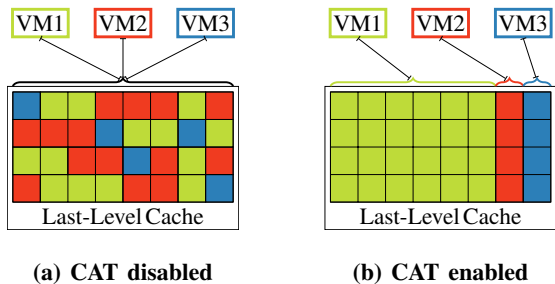 VM1 VM2 VM3
Last-Level Cache
(a) CAT disabled
VM1 VM2 VM3
Last-Level Cache
(b) CAT enabled